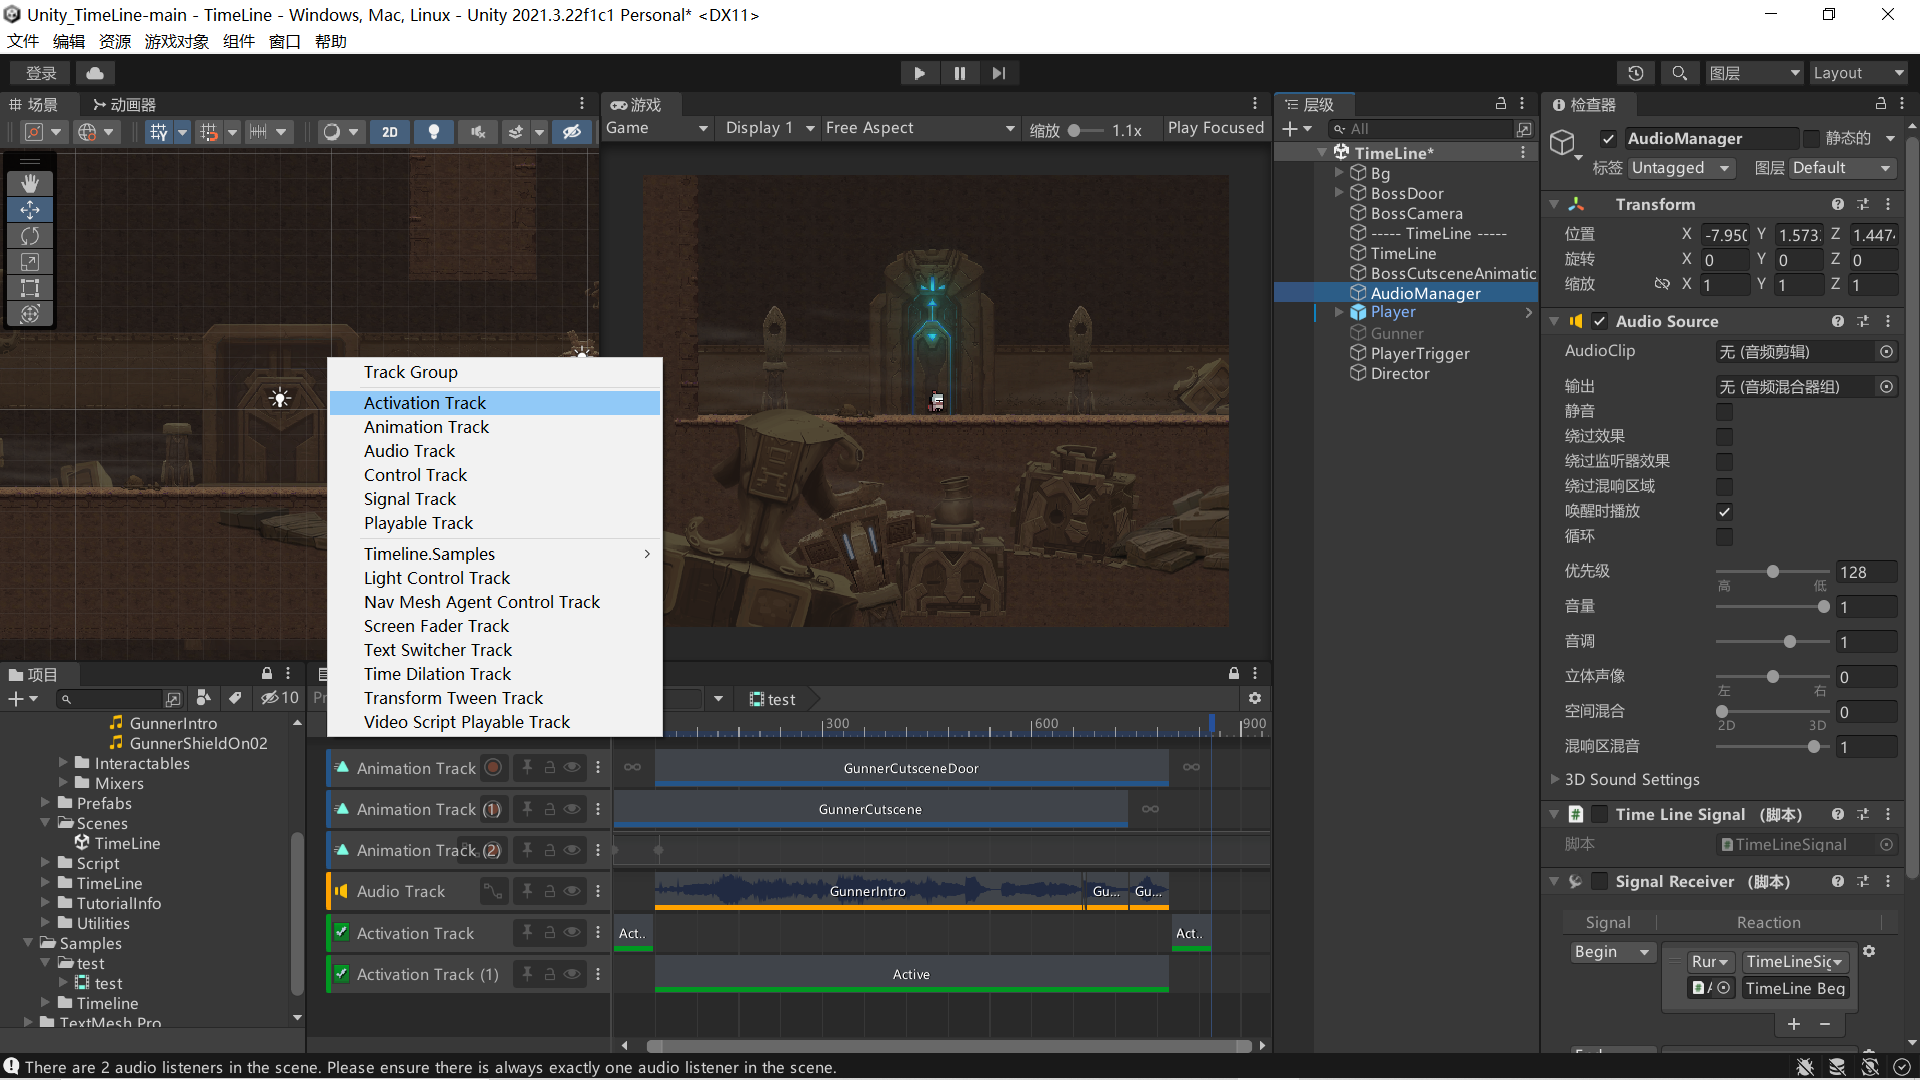 Unity_TimeLine-main - TimeLine - Windows, Mac, Linux - Unity 2021.3.22f1c1 Personal* <DX11>
文件 编辑 资源 游戏对象 组件 窗口 帮助
登录
图层
Layout
场景
动画器
2D
游戏
Game
Display 1
Free Aspect
缩放
1.1x
Play Focused
层级
All
TimeLine*
Bg
BossDoor
BossCamera
----- TimeLine -----
TimeLine
BossCutsceneAnimatic
AudioManager
Player
Gunner
PlayerTrigger
Director
Track Group
Activation Track
Animation Track
Audio Track
Control Track
Signal Track
Playable Track
Timeline.Samples
Light Control Track
Nav Mesh Agent Control Track
Screen Fader Track
Text Switcher Track
Time Dilation Track
Transform Tween Track
Video Script Playable Track
项目
10
GunnerIntro
GunnerShieldOn02
Interactables
Mixers
Prefabs
Scenes
TimeLine
Script
TimeLine
TutorialInfo
Utilities
Samples
test
test
Timeline
TextMesh Pro
Pr
test
300
600
900
Animation Track
GunnerCutsceneDoor
Animation Track (1)
GunnerCutscene
Animation Track (2)
Audio Track
GunnerIntro
Gu...
Gu...
Activation Track
Act..
Act..
Activation Track (1)
Active
检查器
AudioManager
静态的
标签 Untagged
图层 Default
Transform
位置 X -7.950 Y 1.573 Z 1.447
旋转 X 0 Y 0 Z 0
缩放 X 1 Y 1 Z 1
Audio Source
AudioClip 无 (音频剪辑)
输出 无 (音频混合器组)
静音
绕过效果
绕过监听器效果
绕过混响区域
唤醒时播放
循环
优先级 128
高 低
音量 1
音调 1
立体声像 0
左 右
空间混合 0
2D 3D
混响区混音 1
3D Sound Settings
Time Line Signal (脚本)
脚本 TimeLineSignal
Signal Receiver (脚本)
Signal Reaction
Begin
Rur
TimeLineSig
TimeLine Beg
There are 2 audio listeners in the scene. Please ensure there is always exactly one audio listener in the scene.